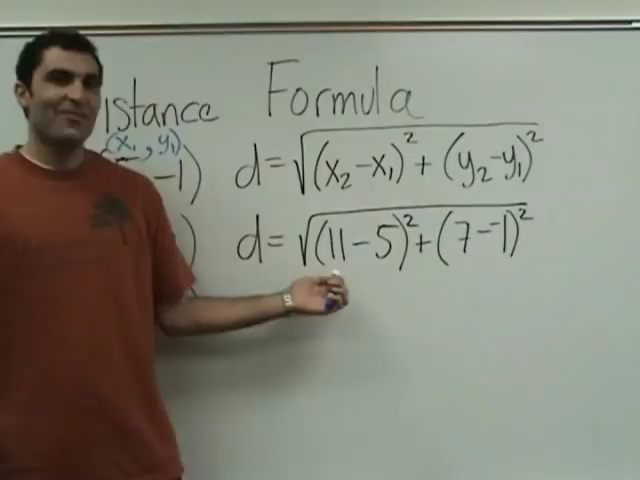 istance Formula
(x₁, y₁)
-1) d=√(x₂-x₁)²+(y₂-y₁)²
) d=√(11-5)²+(7--1)²